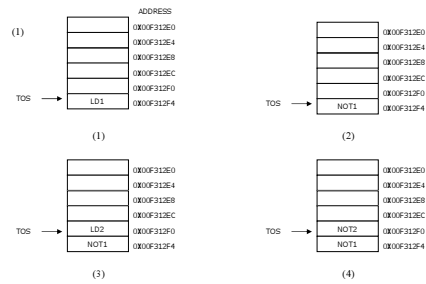 ADDRESS
(1)
0X00F312E0
0X00F312E4
0X00F312E8
0X00F312EC
0X00F312F0
TOS LD1 0X00F312F4
(1)
0X00F312E0
0X00F312E4
0X00F312E8
0X00F312EC
0X00F312F0
TOS NOT1 0X00F312F4
(2)
0X00F312E0
0X00F312E4
0X00F312E8
0X00F312EC
TOS LD2 0X00F312F0
NOT1 0X00F312F4
(3)
0X00F312E0
0X00F312E4
0X00F312E8
0X00F312EC
TOS NOT2 0X00F312F0
NOT1 0X00F312F4
(4)